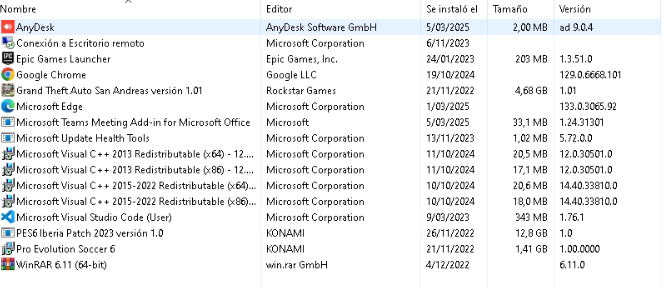 Nombre Editor Se instaló el Tamaño Versión
AnyDesk AnyDesk Software GmbH 5/03/2025 2,00 MB ad 9.0.4
Conexión a Escritorio remoto Microsoft Corporation 6/11/2023
Epic Games Launcher Epic Games, Inc. 24/01/2023 203 MB 1.3.51.0
Google Chrome Google LLC 19/10/2024 129.0.6668.101
Grand Theft Auto San Andreas versión 1.01 Rockstar Games 21/11/2022 4,68 GB 1.01
Microsoft Edge Microsoft Corporation 1/03/2025 133.0.3065.92
Microsoft Teams Meeting Add-in for Microsoft Office Microsoft 5/03/2025 33,1 MB 1.24.31301
Microsoft Update Health Tools Microsoft Corporation 13/11/2023 1,02 MB 5.72.0.0
Microsoft Visual C++ 2013 Redistributable (x64) - 12.... Microsoft Corporation 11/10/2024 20,5 MB 12.0.30501.0
Microsoft Visual C++ 2013 Redistributable (x86) - 12.... Microsoft Corporation 11/10/2024 17,1 MB 12.0.30501.0
Microsoft Visual C++ 2015-2022 Redistributable (x64)... Microsoft Corporation 10/10/2024 20,6 MB 14.40.33810.0
Microsoft Visual C++ 2015-2022 Redistributable (x86)... Microsoft Corporation 10/10/2024 18,0 MB 14.40.33810.0
Microsoft Visual Studio Code (User) Microsoft Corporation 9/03/2023 343 MB 1.76.1
PES6 Iberia Patch 2023 versión 1.0 KONAMI 26/11/2022 12,8 GB 1.0
Pro Evolution Soccer 6 KONAMI 21/11/2022 1,41 GB 1.00.0000
WinRAR 6.11 (64-bit) win.rar GmbH 4/12/2022 6.11.0